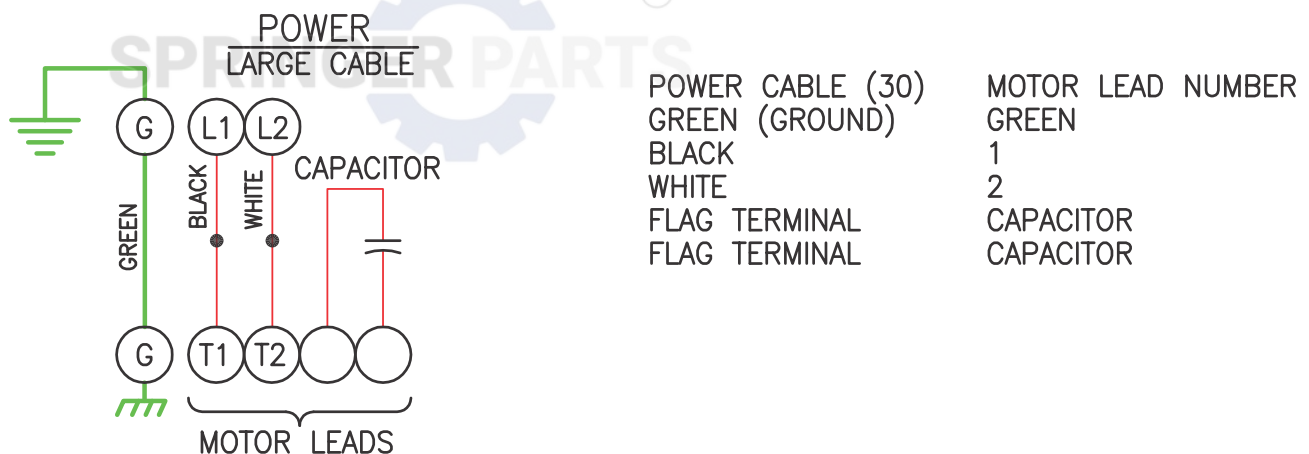 SPRINGER PARTS
POWER
LARGE CABLE
G L1 L2
CAPACITOR
BLACK
WHITE
GREEN
G T1 T2
MOTOR LEADS
POWER CABLE (30) MOTOR LEAD NUMBER
GREEN (GROUND) GREEN
BLACK 1
WHITE 2
FLAG TERMINAL CAPACITOR
FLAG TERMINAL CAPACITOR